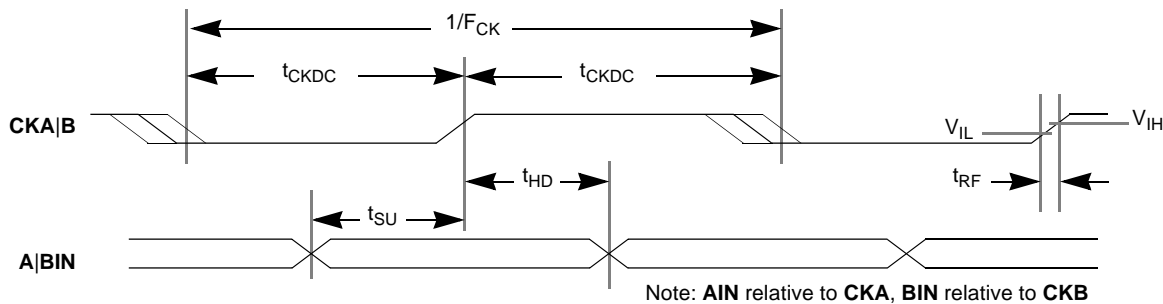 1/FCK
tCKDC tCKDC
CKA|B
VIL VIH
tHD tRF
tSU
A|BIN
Note: AIN relative to CKA, BIN relative to CKB